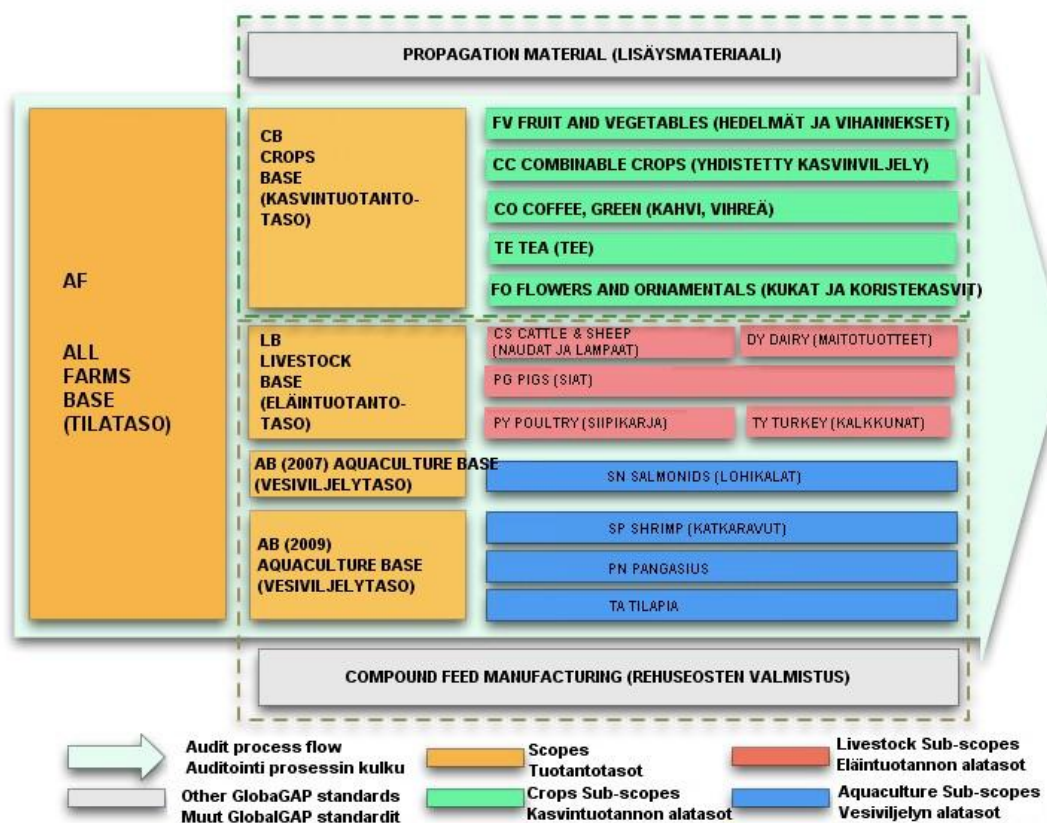 PROPAGATION MATERIAL (LISÄYSMATERIAALI)
AF
ALL
FARMS
BASE
(TILATASO)
CB
CROPS
BASE
(KASVINTUOTANTO-
TASO)
FV FRUIT AND VEGETABLES (HEDELMÄT JA VIHANNEKSET)
CC COMBINABLE CROPS (YHDISTETTY KASVINVILJELY)
CO COFFEE, GREEN (KAHVI, VIHREÄ)
TE TEA (TEE)
FO FLOWERS AND ORNAMENTALS (KUKAT JA KORISTEKASVIT)
LB
LIVESTOCK
BASE
(ELÄINTUOTANTO-
TASO)
CS CATTLE & SHEEP
(NAUDAT JA LAMPAAT)
DY DAIRY (MAITOTUOTTEET)
PG PIGS (SIAT)
PY POULTRY (SIIPIKARJA)
TY TURKEY (KALKKUNAT)
AB (2007) AQUACULTURE BASE
(VESIVILJELYTASO)
SN SALMONIDS (LOHIKALAT)
AB (2009)
AQUACULTURE BASE
(VESIVILJELYTASO)
SP SHRIMP (KATKARAVUT)
PN PANGASIUS
TA TILAPIA
COMPOUND FEED MANUFACTURING (REHUSEOSTEN VALMISTUS)
Audit process flow
Auditointi prosessin kulku
Scopes
Tuotantotasot
Livestock Sub-scopes
Eläintuotannon alatasot
Other GlobaGAP standards
Muut GlobalGAP standardit
Crops Sub-scopes
Kasvintuotannon alatasot
Aquaculture Sub-scopes
Vesiviljelyn alatasot